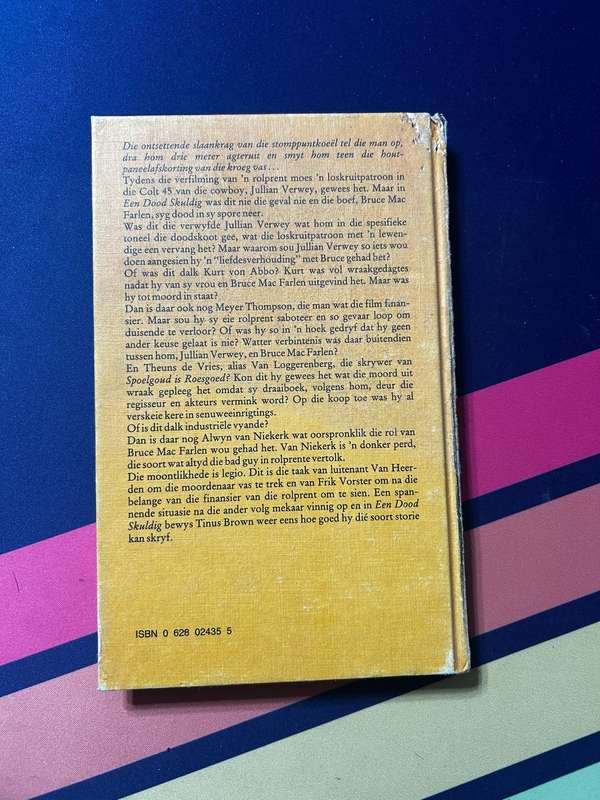 Die ontsettende slaankrag van die stomppuntkoeël tel die man op,
dra hom drie meter agteruit en smyt hom teen die hout-
paneelafskorting van die kroeg vas . . .
Tydens die verfilming van 'n rolprent moes 'n loskruitpatroon in
die Colt 45 van die cowboy, Jullian Verwey, gewees het. Maar in
Een Dood Skuldig was dit nie die geval nie en die boef, Bruce Mac
Farlen, syg dood in sy spore neer.
Was dit die verwyfde Jullian Verwey wat hom in die spesifieke
toneel die doodskoot gee, wat die loskruitpatroon met 'n lewen-
dige een vervang het? Maar waarom sou Jullian Verwey so iets wou
doen aangesien hy 'n "liefdesverhouding" met Bruce gehad het?
Of was dit dalk Kurt von Abbo? Kurt was vol wraakgedagtes
nadat hy van sy vrou en Bruce Mac Farlen uitgevind het. Maar was
hy tot moord in staat?
Dan is daar ook nog Meyer Thompson, die man wat die film finan-
sier. Maar sou hy sy eie rolprent saboteer en so gevaar loop om
duisende te verloor? Of was hy so in 'n hoek gedryf dat hy geen
ander keuse gelaat is nie? Watter verbintenis was daar buitendien
tussen hom, Jullian Verwey, en Bruce Mac Farlen?
En Theuns de Vries, alias Van Loggerenberg, die skrywer van
Spoelgoud is Roesgoed? Kon dit hy gewees het wat die moord uit
wraak gepleeg het omdat sy draaiboek, volgens hom, deur die
regisseur en akteurs vermink word? Op die koop toe was hy al
verskeie kere in senuweeinrigtings.
Of is dit dalk industriële vyande?
Dan is daar nog Alwyn van Niekerk wat oorspronklik die rol van
Bruce Mac Farlen wou gehad het. Van Niekerk is 'n donker perd,
die soort wat altyd die bad guy in rolprente vertolk.
Die moontlikhede is legio. Dit is die taak van luitenant Van Heer-
den om die moordenaar vas te trek en van Frik Vorster om na die
belange van die finansier van die rolprent om te sien. Een span-
nende situasie na die ander volg mekaar vinnig op en in Een Dood
Skuldig bewys Tinus Brown weer eens hoe goed hy dié soort storie
kan skryf.
ISBN 0 628 02435 5